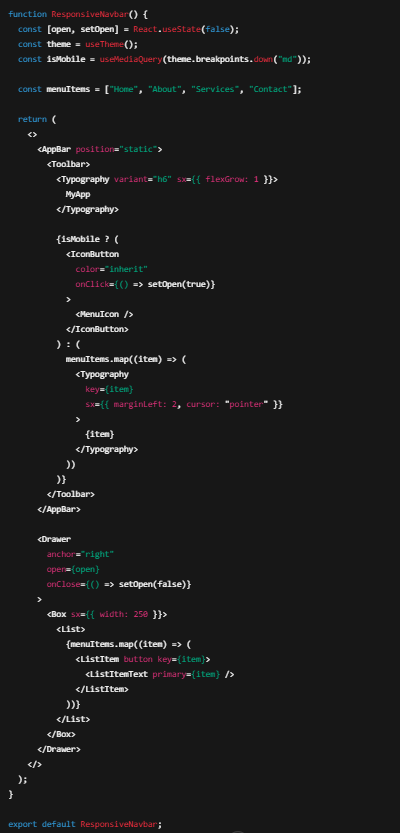 function ResponsiveNavbar() {
  const [open, setOpen] = React.useState(false);
  const theme = useTheme();
  const isMobile = useMediaQuery(theme.breakpoints.down("md"));

  const menuItems = ["Home", "About", "Services", "Contact"];

  return (
    <>
      <AppBar position="static">
        <Toolbar>
          <Typography variant="h6" sx={{ flexGrow: 1 }}>
            MyApp
          </Typography>

          {isMobile ? (
            <IconButton
              color="inherit"
              onClick={() => setOpen(true)}
            >
              <MenuIcon />
            </IconButton>
          ) : (
            menuItems.map((item) => (
              <Typography
                key={item}
                sx={{ marginLeft: 2, cursor: "pointer" }}
              >
                {item}
              </Typography>
            ))
          )}
        </Toolbar>
      </AppBar>

      <Drawer
        anchor="right"
        open={open}
        onClose={() => setOpen(false)}
      >
        <Box sx={{ width: 250 }}>
          <List>
            {menuItems.map((item) => (
              <ListItem button key={item}>
                <ListItemText primary={item} />
              </ListItem>
            ))}
          </List>
        </Box>
      </Drawer>
    </>
  );
}

export default ResponsiveNavbar;